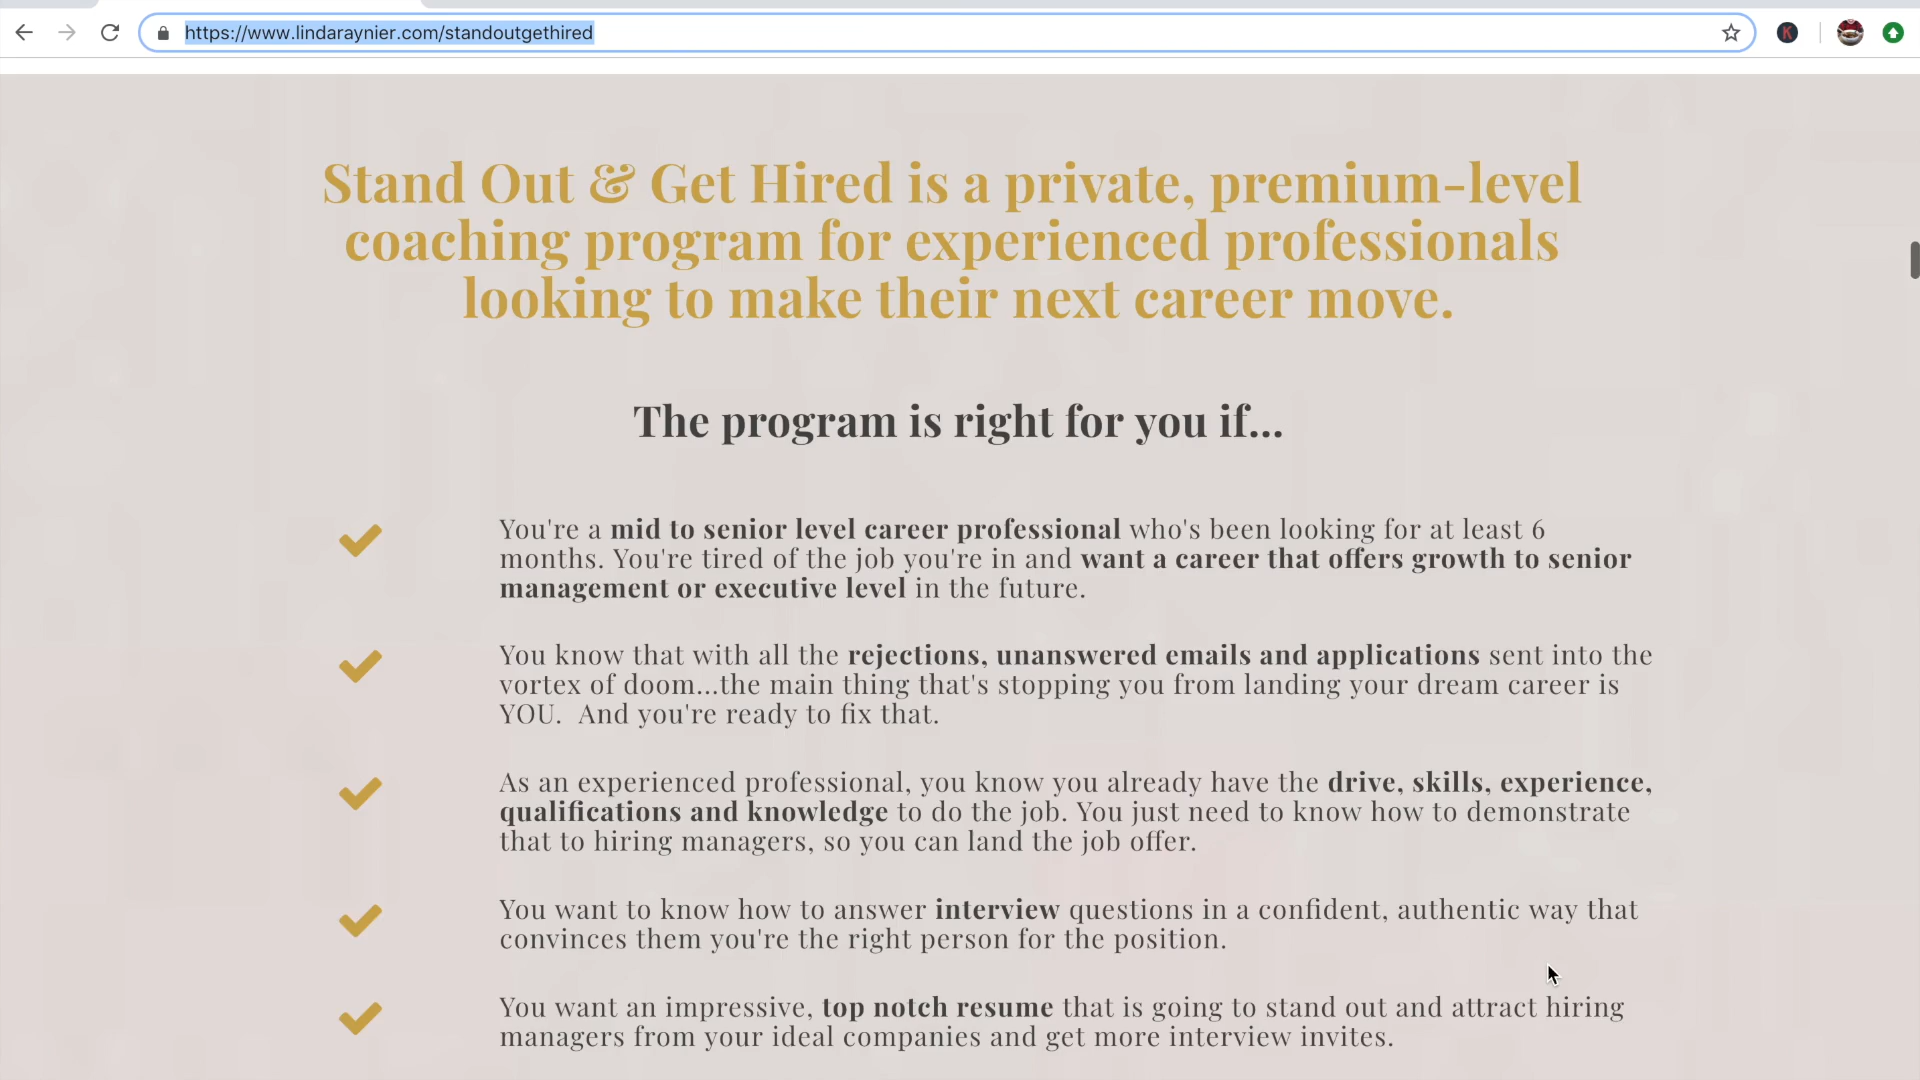 https://www.lindaraynier.com/standoutgethired
K
Stand Out & Get Hired is a private, premium-level
coaching program for experienced professionals
looking to make their next career move.
The program is right for you if...
You're a mid to senior level career professional who's been looking for at least 6
months. You're tired of the job you're in and want a career that offers growth to senior
management or executive level in the future.
You know that with all the rejections, unanswered emails and applications sent into the
vortex of doom...the main thing that's stopping you from landing your dream career is
YOU.  And you're ready to fix that.
As an experienced professional, you know you already have the drive, skills, experience,
qualifications and knowledge to do the job. You just need to know how to demonstrate
that to hiring managers, so you can land the job offer.
You want to know how to answer interview questions in a confident, authentic way that
convinces them you're the right person for the position.
You want an impressive, top notch resume that is going to stand out and attract hiring
managers from your ideal companies and get more interview invites.